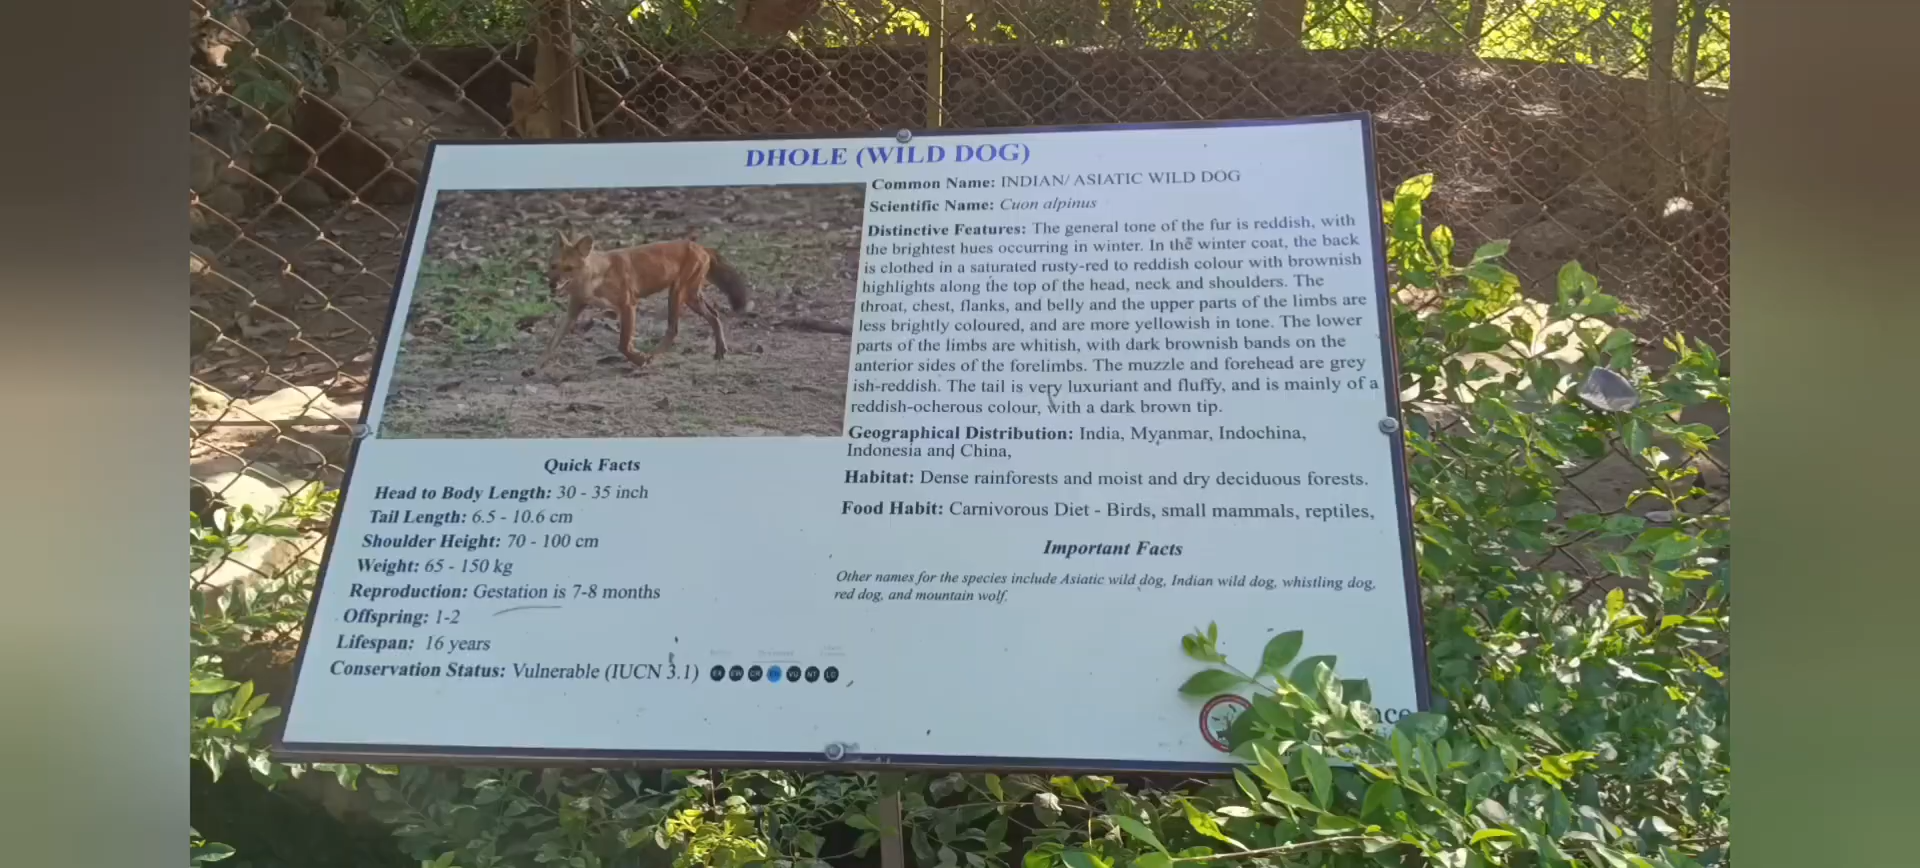 DHOLE (WILD DOG)
Common Name: INDIAN/ ASIATIC WILD DOG
Scientific Name: Cuon alpinus
Distinctive Features: The general tone of the fur is reddish, with
the brightest hues occurring in winter. In the winter coat, the back
is clothed in a saturated rusty-red to reddish colour with brownish
highlights along the top of the head, neck and shoulders. The
throat, chest, flanks, and belly and the upper parts of the limbs are
less brightly coloured, and are more yellowish in tone. The lower
parts of the limbs are whitish, with dark brownish bands on the
anterior sides of the forelimbs. The muzzle and forehead are grey
ish-reddish. The tail is very luxuriant and fluffy, and is mainly of a
reddish-ocherous colour, with a dark brown tip.
Geographical Distribution: India, Myanmar, Indochina,
Indonesia and China,
Habitat: Dense rainforests and moist and dry deciduous forests.
Food Habit: Carnivorous Diet - Birds, small mammals, reptiles,
Important Facts
Other names for the species include Asiatic wild dog, Indian wild dog, whistling dog,
red dog, and mountain wolf.
Quick Facts
Head to Body Length: 30 - 35 inch
Tail Length: 6.5 - 10.6 cm
Shoulder Height: 70 - 100 cm
Weight: 65 - 150 kg
Reproduction: Gestation is 7-8 months
Offspring: 1-2
Lifespan: 16 years
Conservation Status: Vulnerable (IUCN 3.1) EX EW CR EN VU NT LC